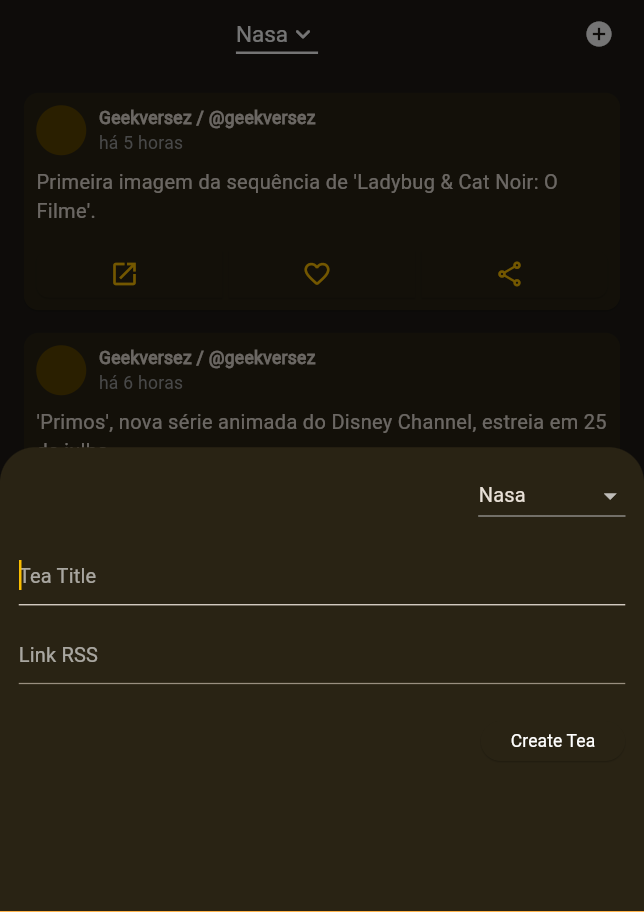 Nasa
Geekversez / @geekversez
há 5 horas
Primeira imagem da sequência de 'Ladybug & Cat Noir: O
Filme'.
Geekversez / @geekversez
há 6 horas
'Primos', nova série animada do Disney Channel, estreia em 25
Nasa
Tea Title
Link RSS
Create Tea